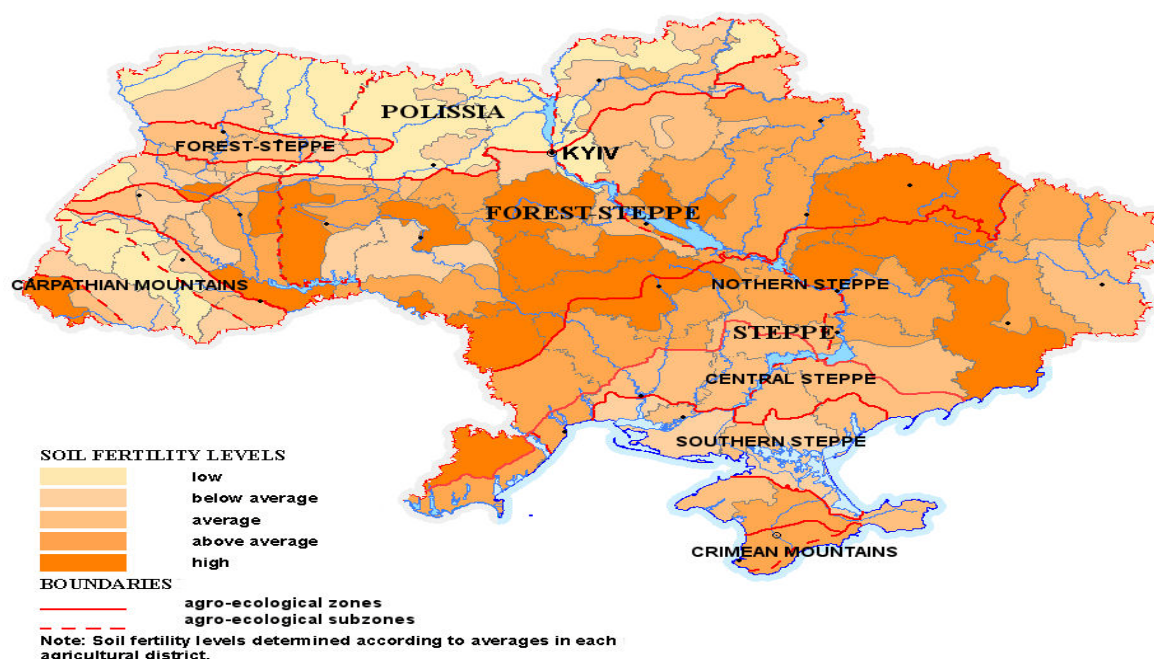 POLISSIA
FOREST-STEPPE
KYIV
FOREST-STEPPE
CARPATHIAN MOUNTAINS
NOTHERN STEPPE
STEPPE
CENTRAL STEPPE
SOUTHERN STEPPE
CRIMEAN MOUNTAINS
SOIL FERTILITY LEVELS
low
below average
average
above average
high
BOUNDARIES
agro-ecological zones
agro-ecological subzones
Note: Soil fertility levels determined according to averages in each
agricultural district.